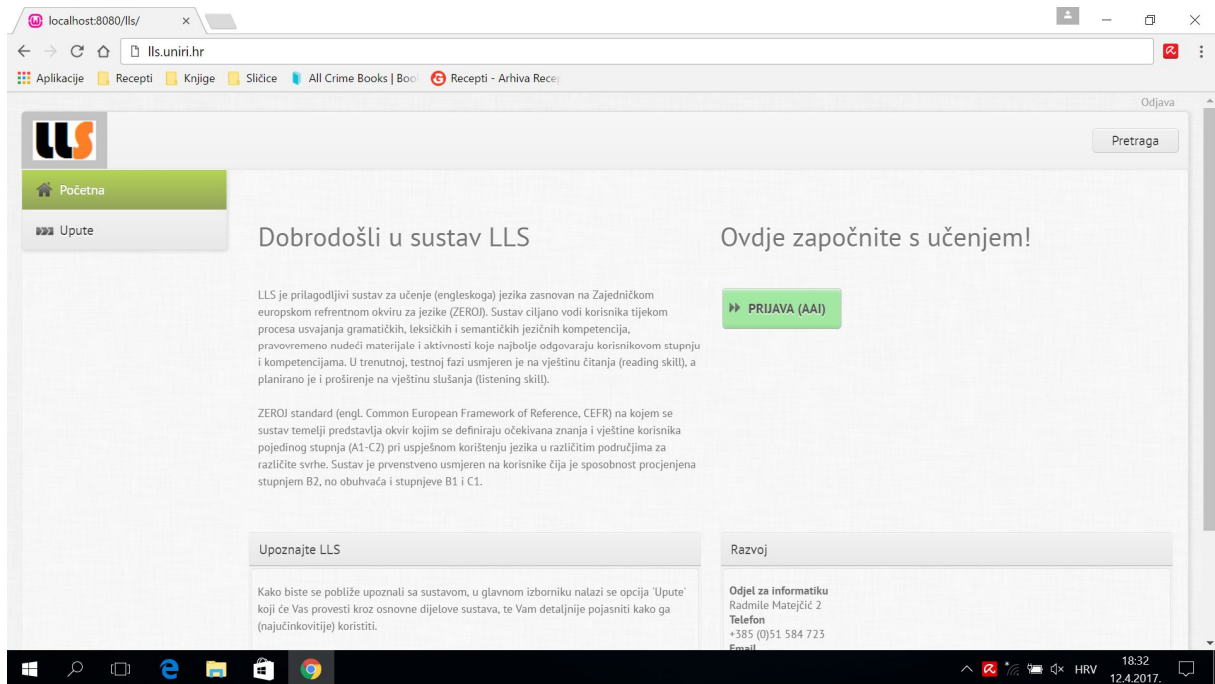 localhost:8080/lls/
lls.uniri.hr
Aplikacije Recepti Knjige Sličice All Crime Books | Boo Recepti - Arhiva Rece
Odjava
LLS
Pretraga
Početna
Upute
Dobrodošli u sustav LLS
LLS je prilagodljivi sustav za učenje (engleskoga) jezika zasnovan na Zajedničkom
europskom refrentnom okviru za jezike (ZEROJ). Sustav ciljano vodi korisnika tijekom
procesa usvajanja gramatičkih, leksičkih i semantičkih jezičnih kompetencija,
pravovremeno nudeći materijale i aktivnosti koje najbolje odgovaraju korisnikovom stupnju
i kompetencijama. U trenutnoj, testnoj fazi usmjeren je na vještinu čitanja (reading skill), a
planirano je i proširenje na vještinu slušanja (listening skill).
ZEROJ standard (engl. Common European Framework of Reference, CEFR) na kojem se
sustav temelji predstavlja okvir kojim se definiraju očekivana znanja i vještine korisnika
pojedinog stupnja (A1-C2) pri uspješnom korištenju jezika u različitim područjima za
različite svrhe. Sustav je prvenstveno usmjeren na korisnike čija je sposobnost procjenjena
stupnjem B2, no obuhvaća i stupnjeve B1 i C1.
Ovdje započnite s učenjem!
PRIJAVA (AAI)
Upoznajte LLS
Kako biste se pobliže upoznali sa sustavom, u glavnom izborniku nalazi se opcija `Upute`
koji će Vas provesti kroz osnovne dijelove sustava, te Vam detaljnije pojasniti kako ga
(najučinkovitije) koristiti.
Razvoj
Odjel za informatiku
Radmile Matejčić 2
Telefon
+385 (0)51 584 723
Email
HRV
18:32
12.4.2017.